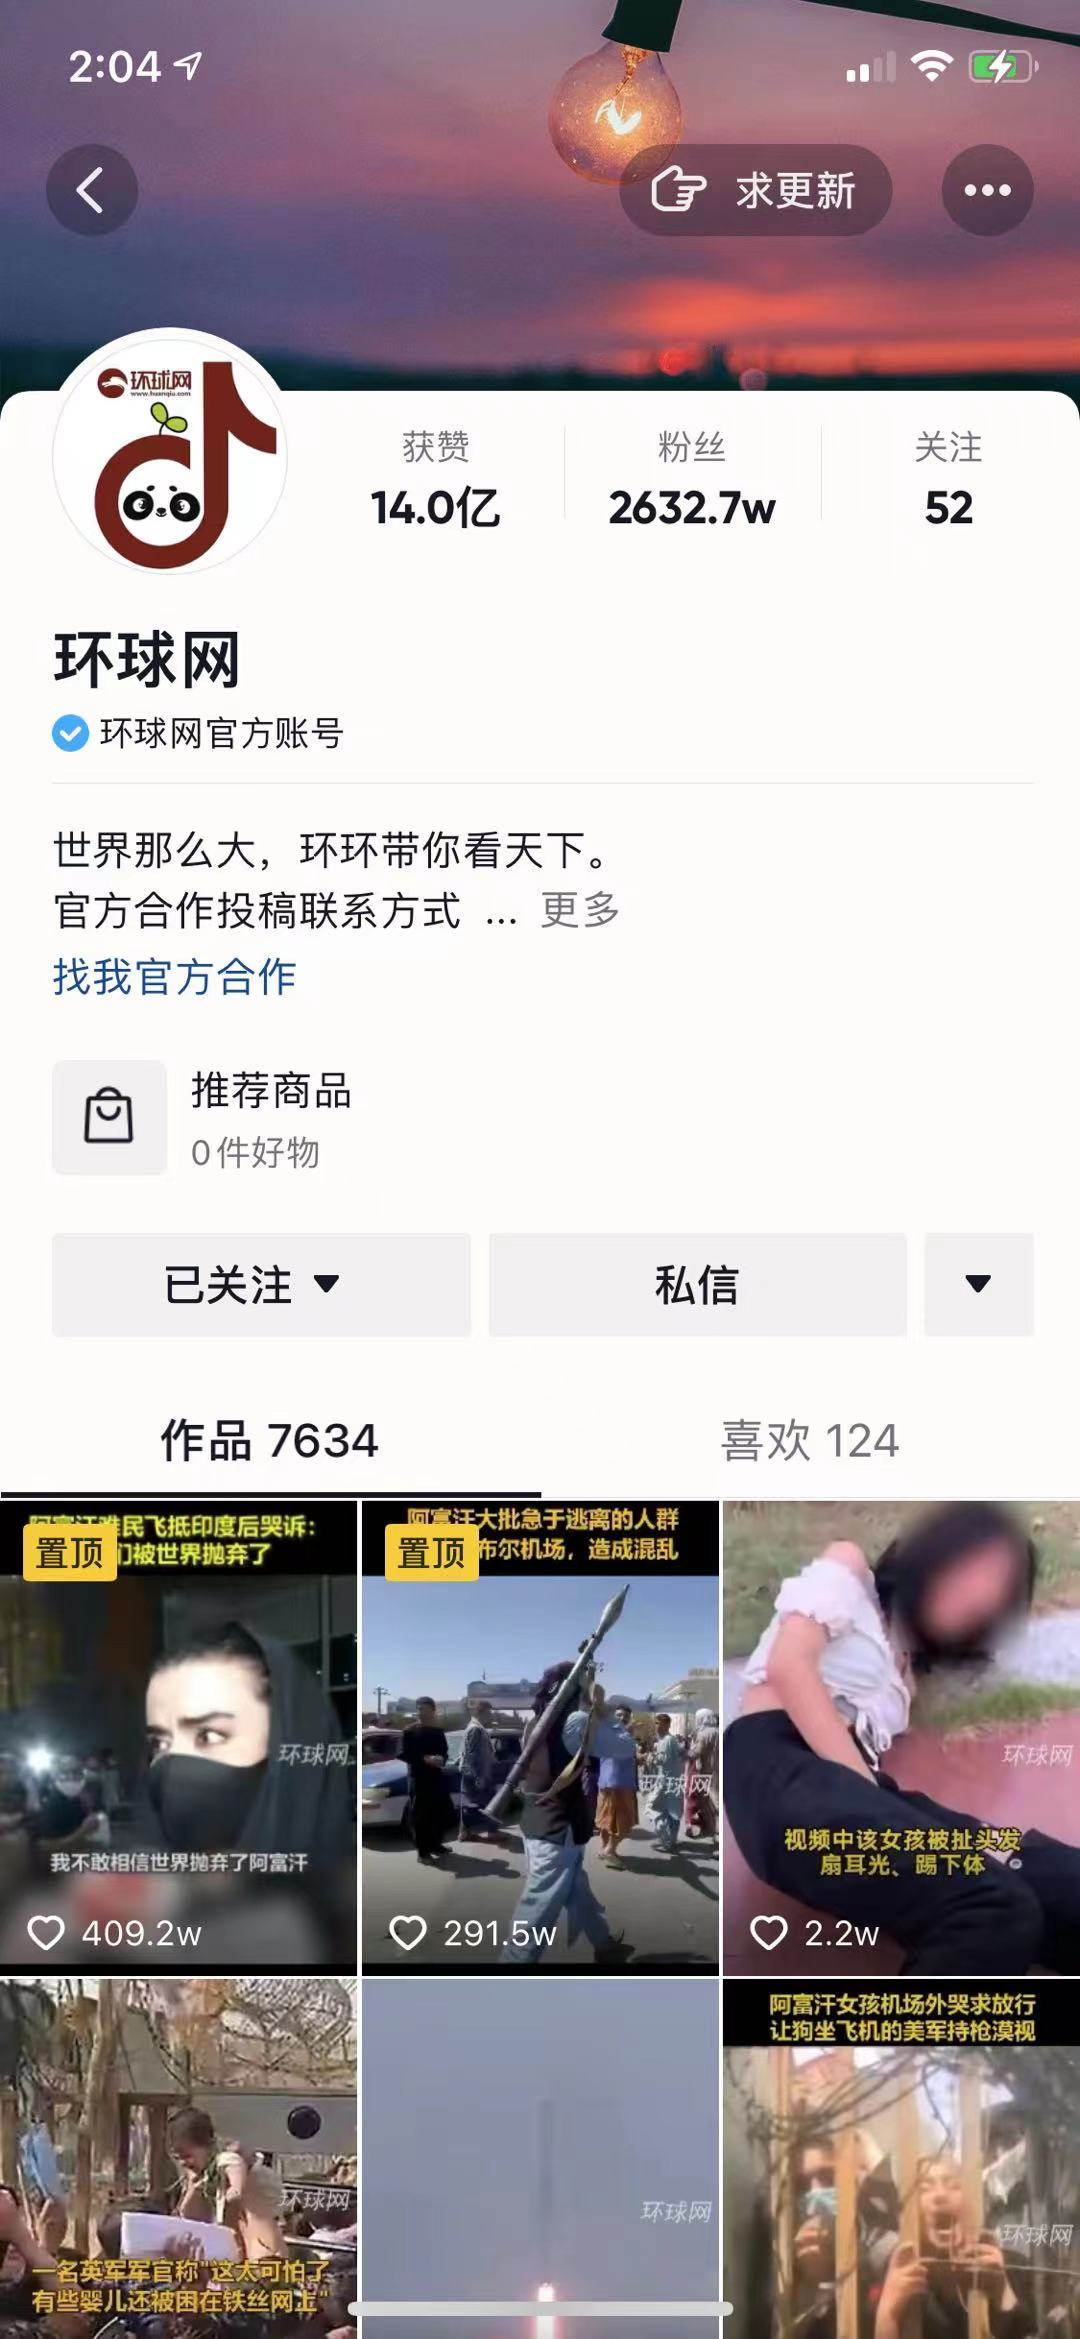 2:04
求更新
环球网
www.huanqiu.com
获赞
粉丝
关注
14.0亿
2632.7w
52
环球网
环球网官方账号
世界那么大，环环带你看天下。
官方合作投稿联系方式 ... 更多
找我官方合作
推荐商品
0件好物
已关注
私信
作品 7634
喜欢 124
难民飞抵印度后哭诉：
们被世界抛弃了
置顶
环球网
我不敢相信世界抛弃了阿富汗
409.2w
阿富汗大批急于逃离的人群
布尔机场，造成混乱
置顶
环球网
291.5w
环球网
视频中该女孩被扯头发
扇耳光、踢下体
2.2w
环球网
一名英军军官称"这太可怕了
有些婴儿还被困在铁丝网上"
环球网
阿富汗女孩机场外哭求放行
让狗坐飞机的美军持枪漠视
环球网